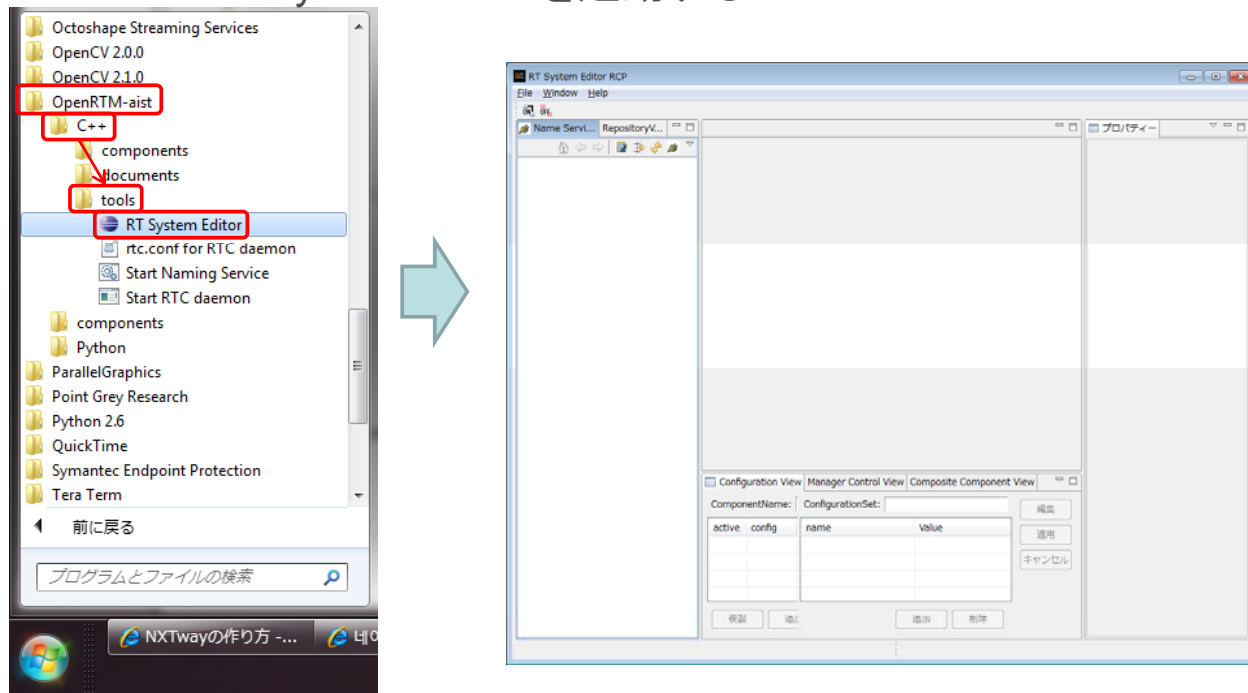 Octoshape Streaming Services
OpenCV 2.0.0
OpenCV 2.1.0
OpenRTM-aist
C++
components
documents
tools
RT System Editor
rtc.conf for RTC daemon
Start Naming Service
Start RTC daemon
components
Python
ParallelGraphics
Point Grey Research
Python 2.6
QuickTime
Symantec Endpoint Protection
Tera Term
前に戻る
プログラムとファイルの検索
NXTwayの作り方 -...
네이
RT System Editor RCP
File Window Help
Name Servi... RepositoryV...
プロパティー
Configuration View Manager Control View Composite Component View
ComponentName: ConfigurationSet:
編集
active config name Value
適用
キャンセル
複製 追加 削除